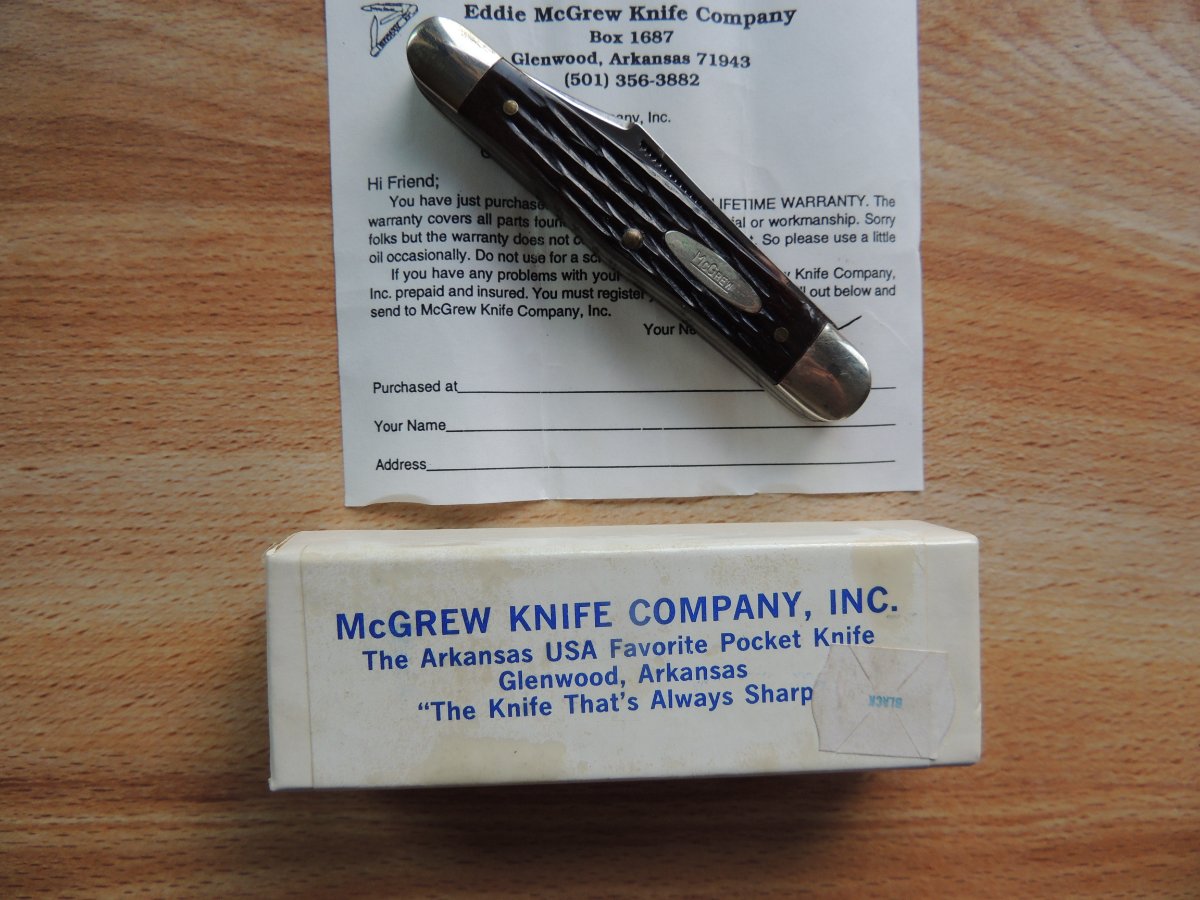 Eddie McGrew Knife Company
Box 1687
Glenwood, Arkansas 71943
(501) 356-3882
Inc.
Hi Friend;
You have just purchase LIFETIME WARRANTY. The
warranty covers all parts foun ial or workmanship. Sorry
folks but the warranty does not So please use a little
oil occasionally. Do not use for a
If you have any problems with your Knife Company,
Inc. prepaid and insured. You must register out below and
send to McGrew Knife Company, Inc.
Your
McGREW
Purchased at
Your Name
Address
McGREW KNIFE COMPANY, INC.
The Arkansas USA Favorite Pocket Knife
Glenwood, Arkansas
“The Knife That's Always Sharp
BLACK